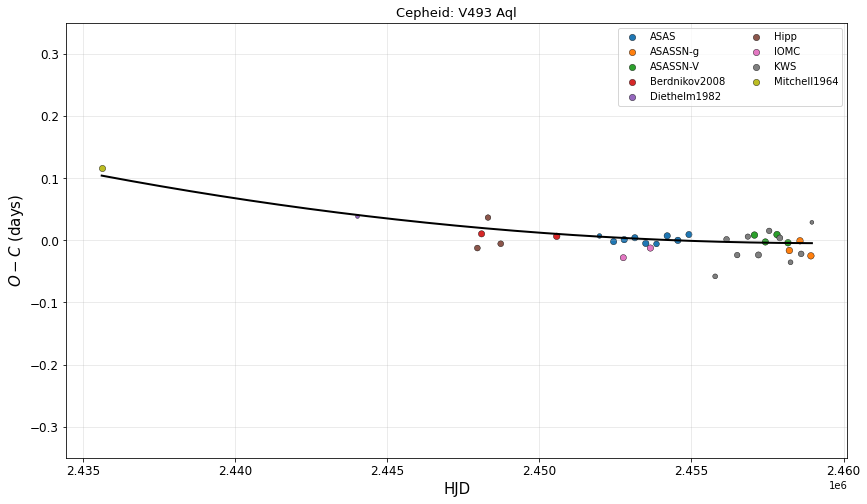 Cepheid: V493 Aql
ASAS
ASASSN-g
ASASSN-V
Berdnikov2008
Diethelm1982
Hipp
IOMC
KWS
Mitchell1964
O − C (days)
0.3
0.2
0.1
0.0
−0.1
−0.2
−0.3
2.435 2.440 2.445 2.450 2.455 2.460
1e6
HJD